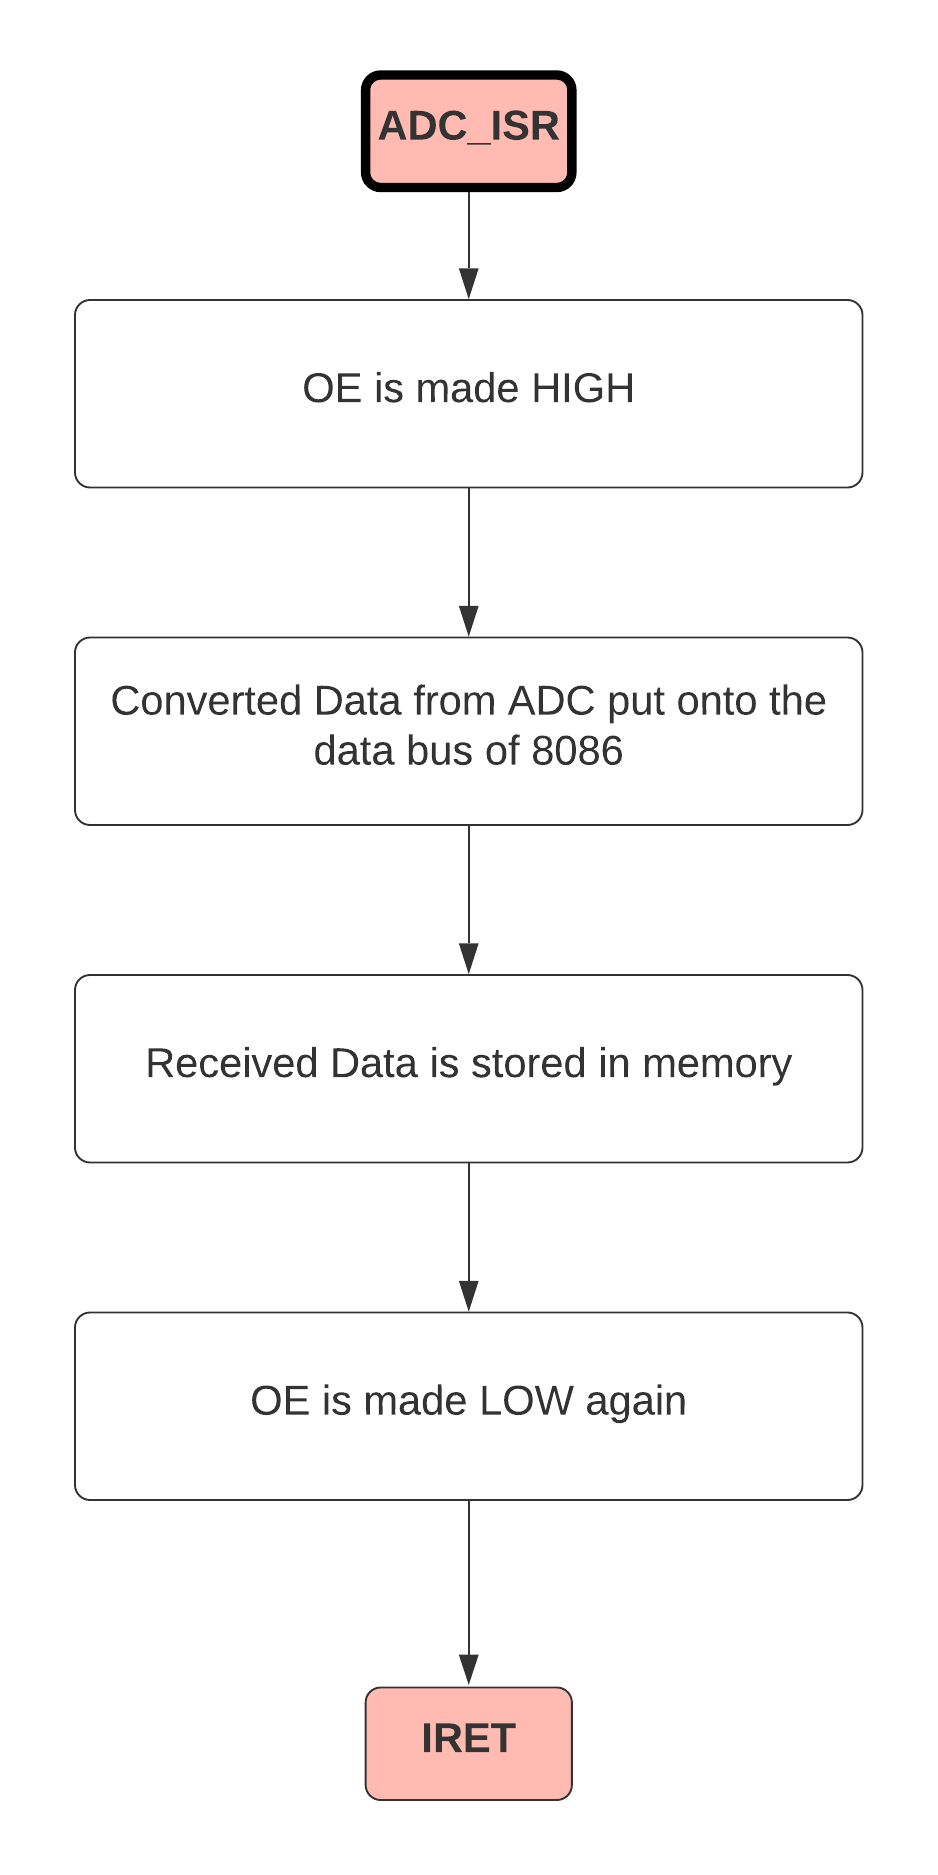 ADC_ISR
OE is made HIGH
Converted Data from ADC put onto the
data bus of 8086
Received Data is stored in memory
OE is made LOW again
IRET